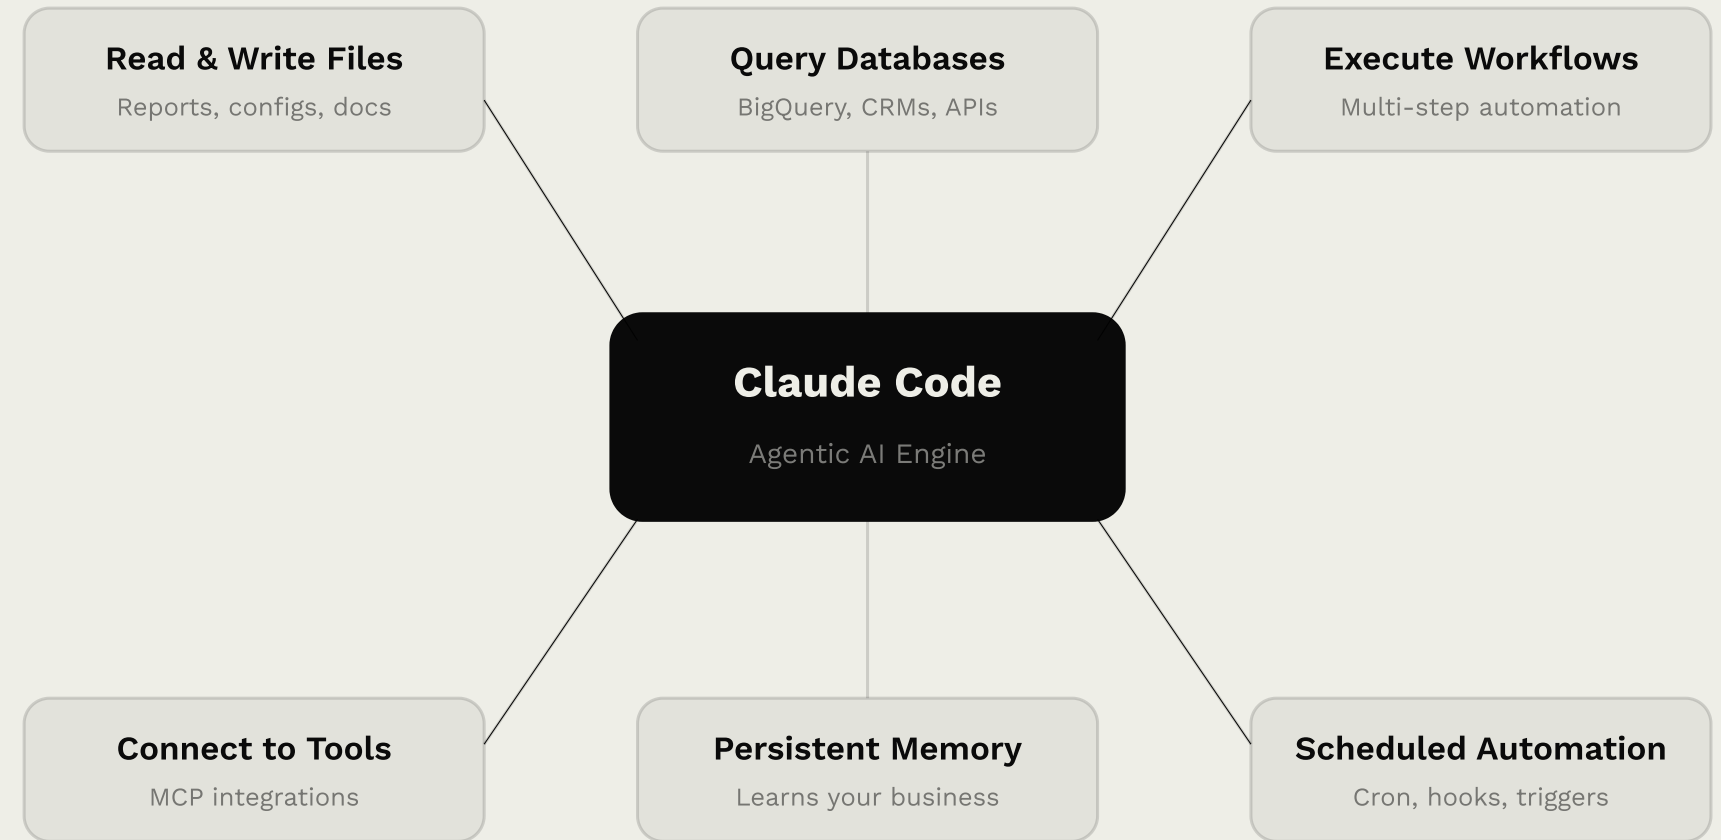 Read & Write Files
Reports, configs, docs
Query Databases
BigQuery, CRMs, APIs
Execute Workflows
Multi-step automation
Claude Code
Agentic AI Engine
Connect to Tools
MCP integrations
Persistent Memory
Learns your business
Scheduled Automation
Cron, hooks, triggers